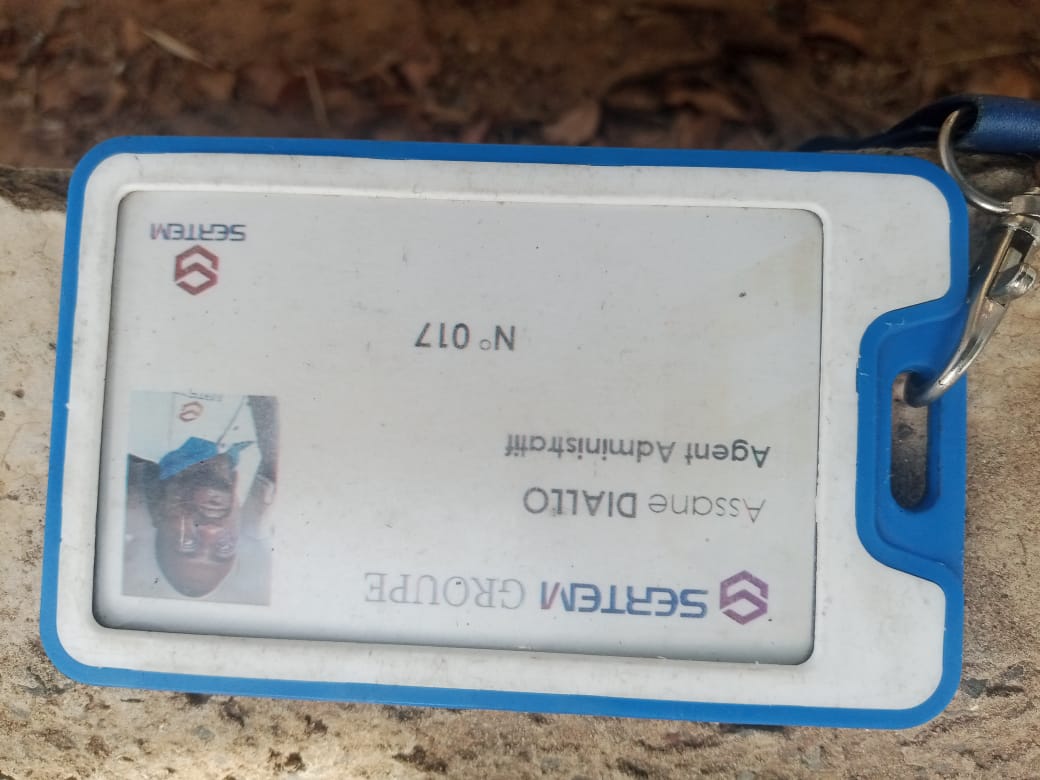 SERTEM GROUPE
Assane DIALLO
Agent Administratif
N° 017
SERTEM